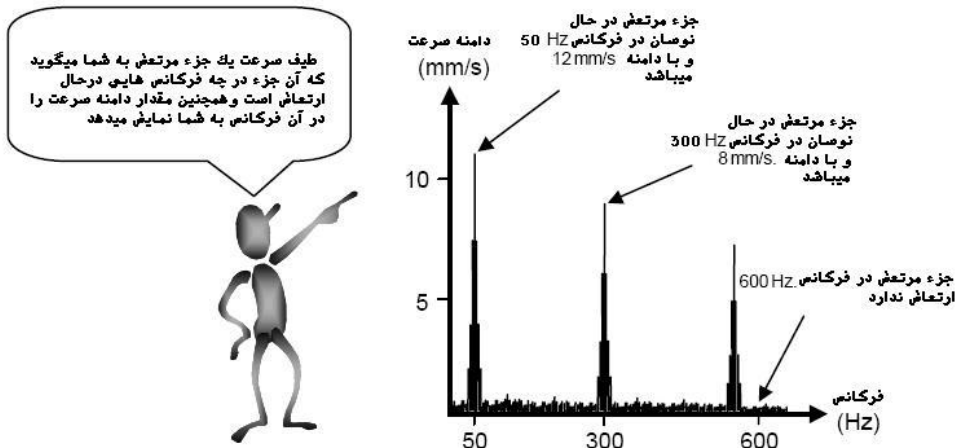 طیف سرعت یك جزء مرتعش به شما میگوید
که آن جزء در چه فرکانس هایی درحال
ارتعاش است وهمچنین مقدار دامنه سرعت را
در آن فرکانس به شما نمایش میدهد
دامنه سرعت
(mm/s)
جزء مرتعش در حال
نوسان در فرکانس 50 Hz
و با دامنه 12 mm/s
میباشد
جزء مرتعش در حال
نوسان در فرکانس 300 Hz
و با دامنه 8 mm/s.
میباشد
10
5
جزء مرتعش در فرکانس 600 Hz.
ارتعاش ندارد
فرکانس
(Hz)
50 300 600